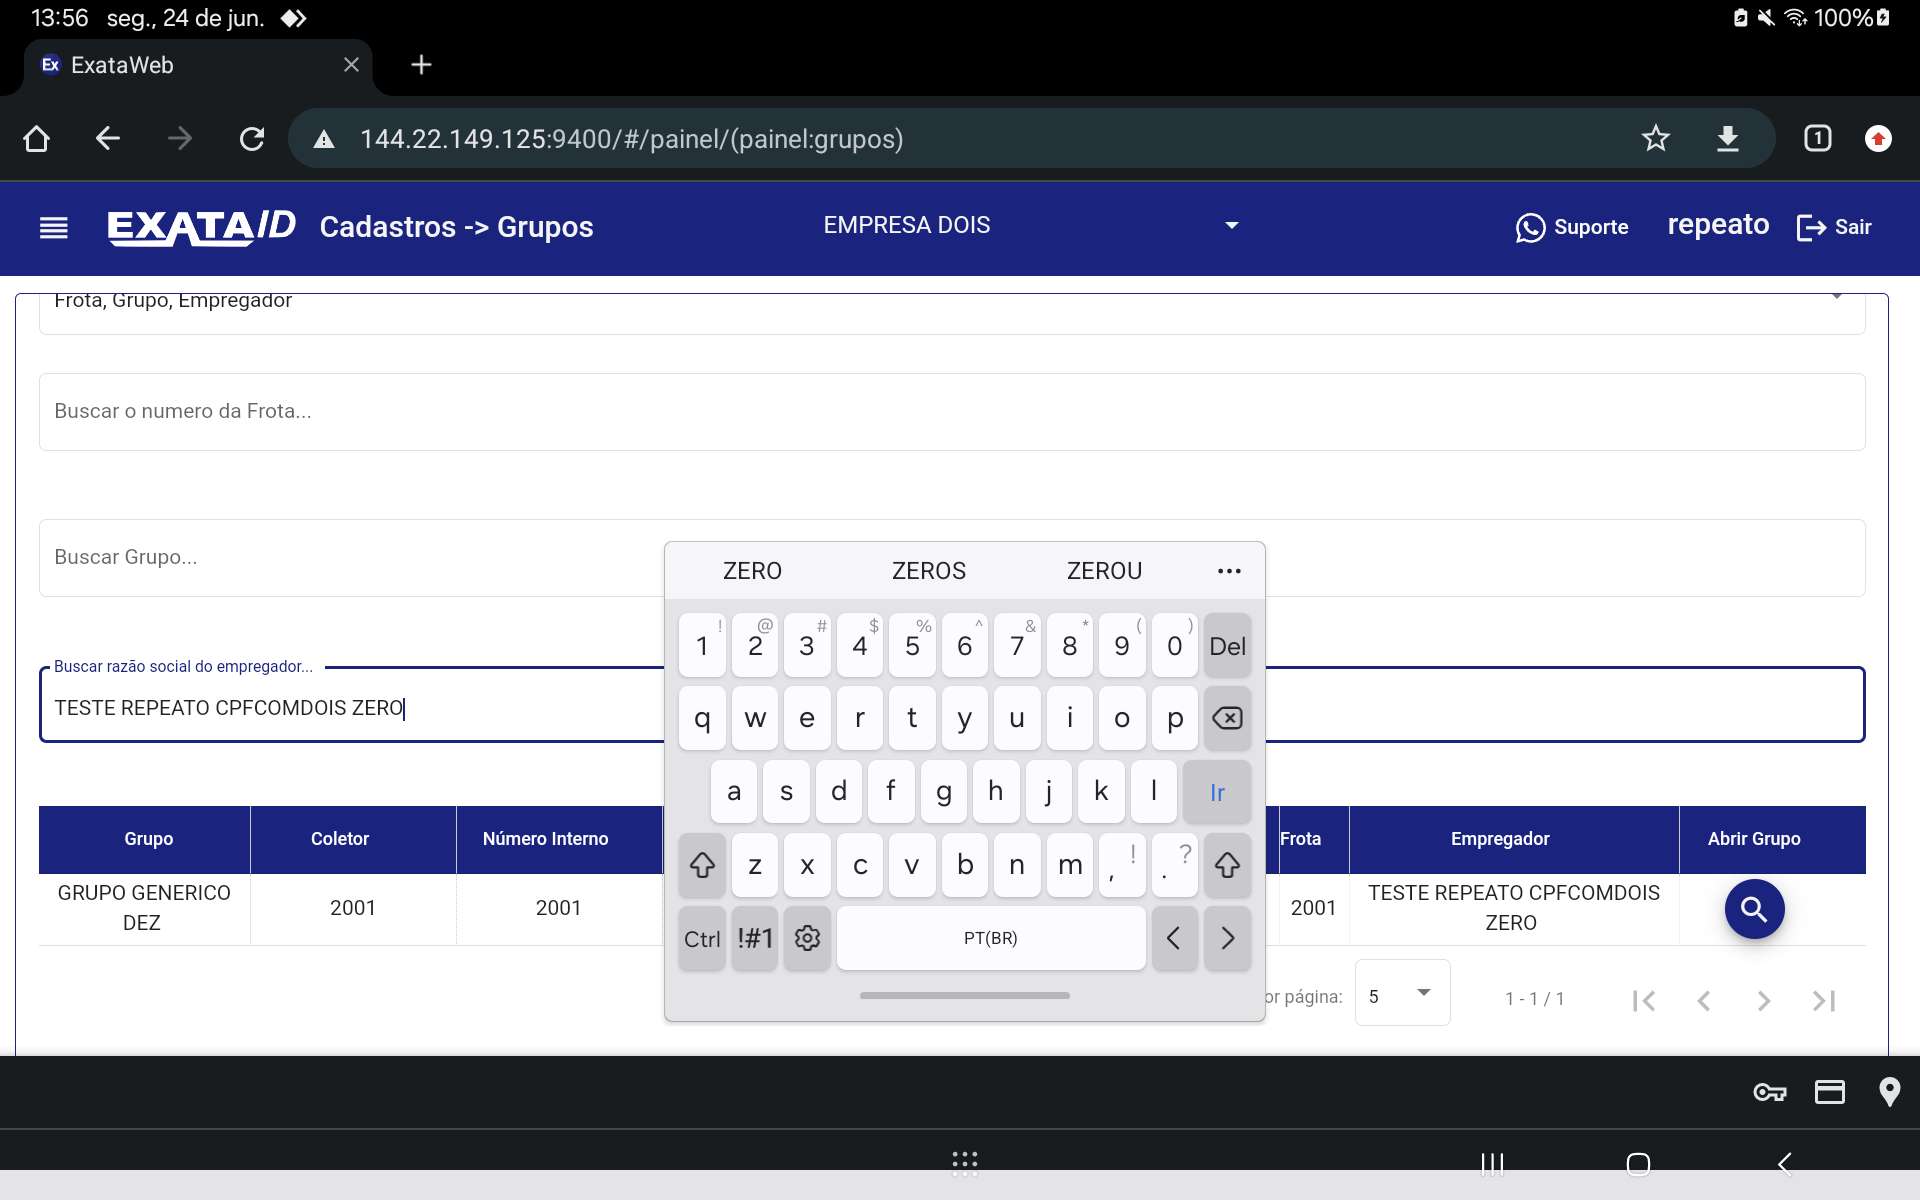 13:56 seg., 24 de jun. 100%
Ex ExataWeb
144.22.149.125:9400/#/painel/(painel:grupos) 1
EXATA/D Cadastros -> Grupos EMPRESA DOIS Suporte repeato Sair
Frota, Grupo, Empregador
Buscar o numero da Frota...
Buscar Grupo...
Buscar razão social do empregador...
TESTE REPEATO CPFCOMDOIS ZERO
ZERO ZEROS ZEROU ...
! @ # $ % ^ & * ( )
1 2 3 4 5 6 7 8 9 0 Del
q w e r t y u i o p
a s d f g h j k l Ir
z x c v b n m , ! . ?
Ctrl !#1 PT(BR) < >
Grupo Coletor Número Interno Frota Empregador Abrir Grupo
GRUPO GENERICO DEZ 2001 2001 2001 TESTE REPEATO CPFCOMDOIS ZERO
or página: 5 1 - 1 / 1